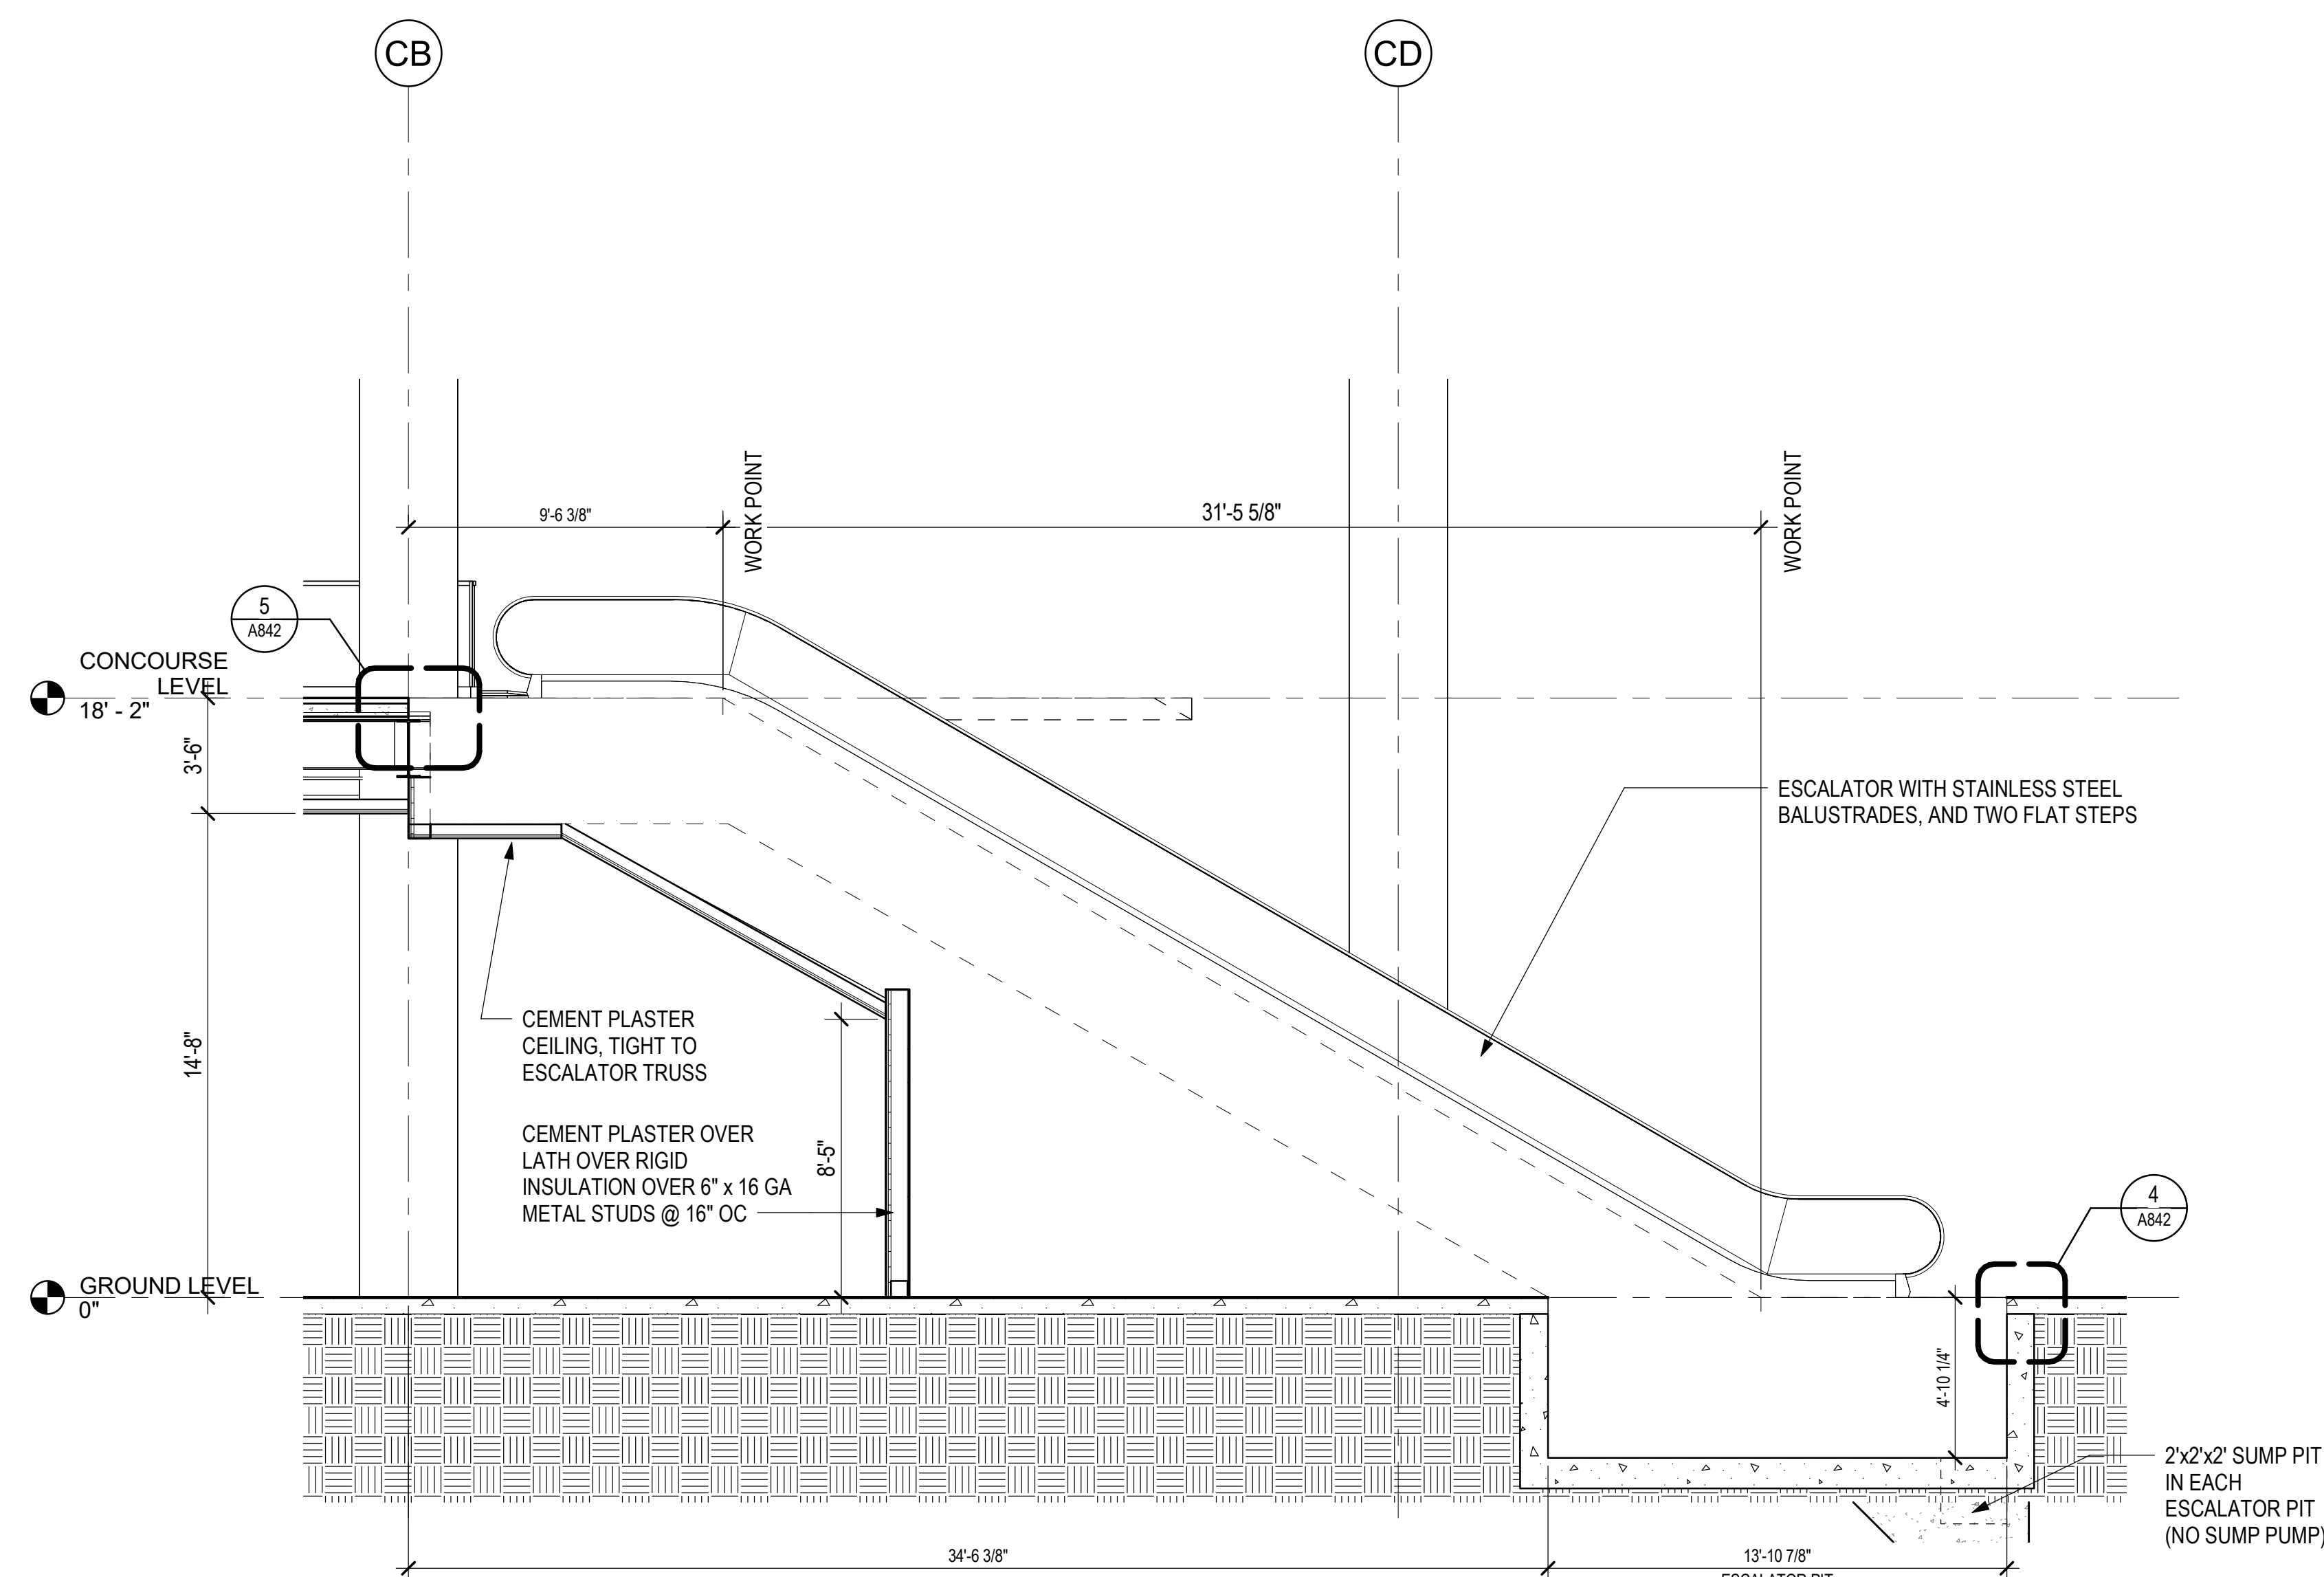 CB
CD
WORK POINT
WORK POINT
9'-6 3/8"
31'-5 5/8"
5
A842
CONCOURSE
LEVEL
18' - 2"
3'-6"
ESCALATOR WITH STAINLESS STEEL
BALUSTRADES, AND TWO FLAT STEPS
14'-8"
CEMENT PLASTER
CEILING, TIGHT TO
ESCALATOR TRUSS
CEMENT PLASTER OVER
LATH OVER RIGID
INSULATION OVER 6" x 16 GA
METAL STUDS @ 16" OC
8'-5"
4
A842
GROUND LEVEL
0"
4'-10 1/4"
2'x2'x2' SUMP PIT
IN EACH
ESCALATOR PIT
(NO SUMP PUMP)
34'-6 3/8"
13'-10 7/8"
ESCALATOR PIT